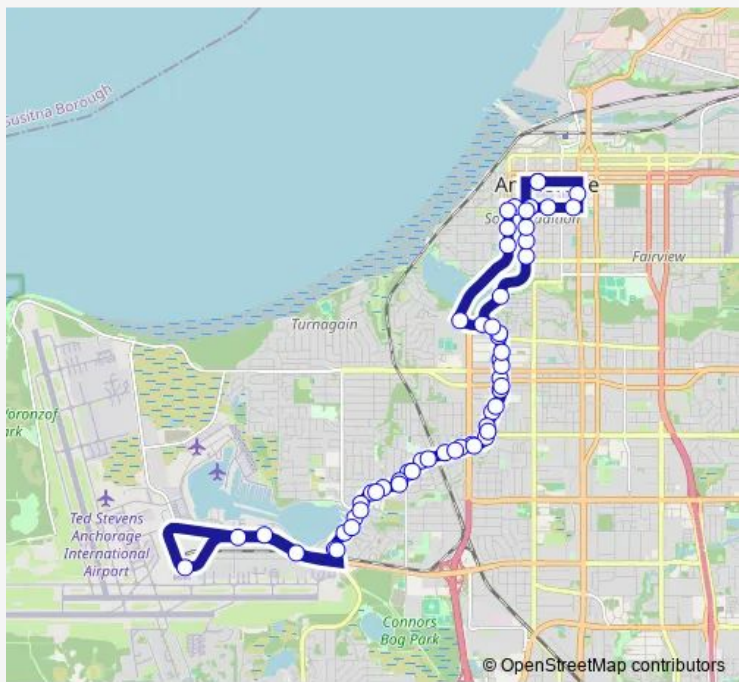 Susitna Borough
Fairview
Turnagain
Ted Stevens
Anchorage
International
Airport
Connors
Bog Park
© OpenStreetMap contributors